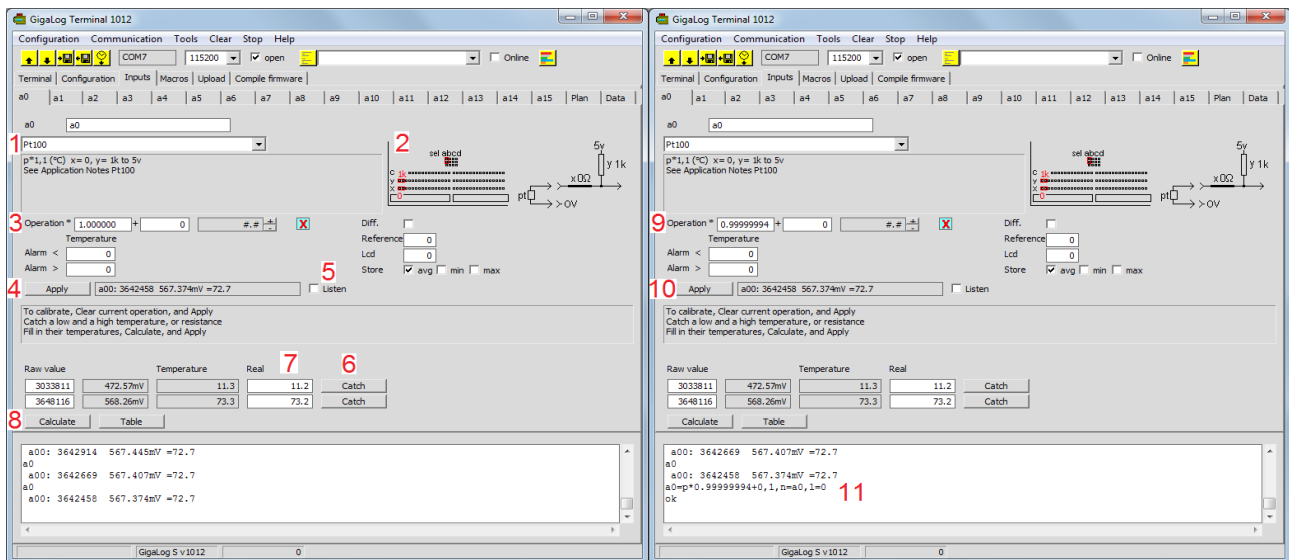 GigaLog Terminal 1012
Configuration Communication Tools Clear Stop Help
COM7 115200 open Online
Terminal Configuration Inputs Macros Upload Compile firmware
a0 a1 a2 a3 a4 a5 a6 a7 a8 a9 a10 a11 a12 a13 a14 a15 Plan Data
a0 a0
1 Pt100
2
p*1,1 (°C) x= 0, y= 1k to 5v
See Application Notes Pt100
sel abcd
c 1k
y
x
0
5v
y 1k
x0Ω
pt
>0V
3 Operation * 1.000000 + 0 #.# + - X Diff.
Temperature Reference 0
Alarm < 0 Lcd 0
Alarm > 0 Store avg min max
5
4 Apply a00: 3642458 567.374mV =72.7 Listen
To calibrate, Clear current operation, and Apply
Catch a low and a high temperature, or resistance
Fill in their temperatures, Calculate, and Apply
7 6
Raw value Temperature Real
3033811 472.57mV 11.3 11.2 Catch
3648116 568.26mV 73.3 73.2 Catch
8 Calculate Table
a00: 3642914 567.445mV =72.7
a0
a00: 3642669 567.407mV =72.7
a0
a00: 3642458 567.374mV =72.7
GigaLog S v1012 0
GigaLog Terminal 1012
Configuration Communication Tools Clear Stop Help
COM7 115200 open Online
Terminal Configuration Inputs Macros Upload Compile firmware
a0 a1 a2 a3 a4 a5 a6 a7 a8 a9 a10 a11 a12 a13 a14 a15 Plan Data
a0 a0
Pt100
p*1,1 (°C) x= 0, y= 1k to 5v
See Application Notes Pt100
sel abcd
c 1k
y
x
0
5v
y 1k
x0Ω
pt
>0V
9 Operation * 0.99999994 + 0 #.# + - X Diff.
Temperature Reference 0
Alarm < 0 Lcd 0
Alarm > 0 Store avg min max
10 Apply a00: 3642458 567.374mV =72.7 Listen
To calibrate, Clear current operation, and Apply
Catch a low and a high temperature, or resistance
Fill in their temperatures, Calculate, and Apply
Raw value Temperature Real
3033811 472.57mV 11.3 11.2 Catch
3648116 568.26mV 73.3 73.2 Catch
Calculate Table
a00: 3642669 567.407mV =72.7
a0
a00: 3642458 567.374mV =72.7
a0=p*0.99999994+0,1,n=a0,l=0 11
ok
GigaLog S v1012 0